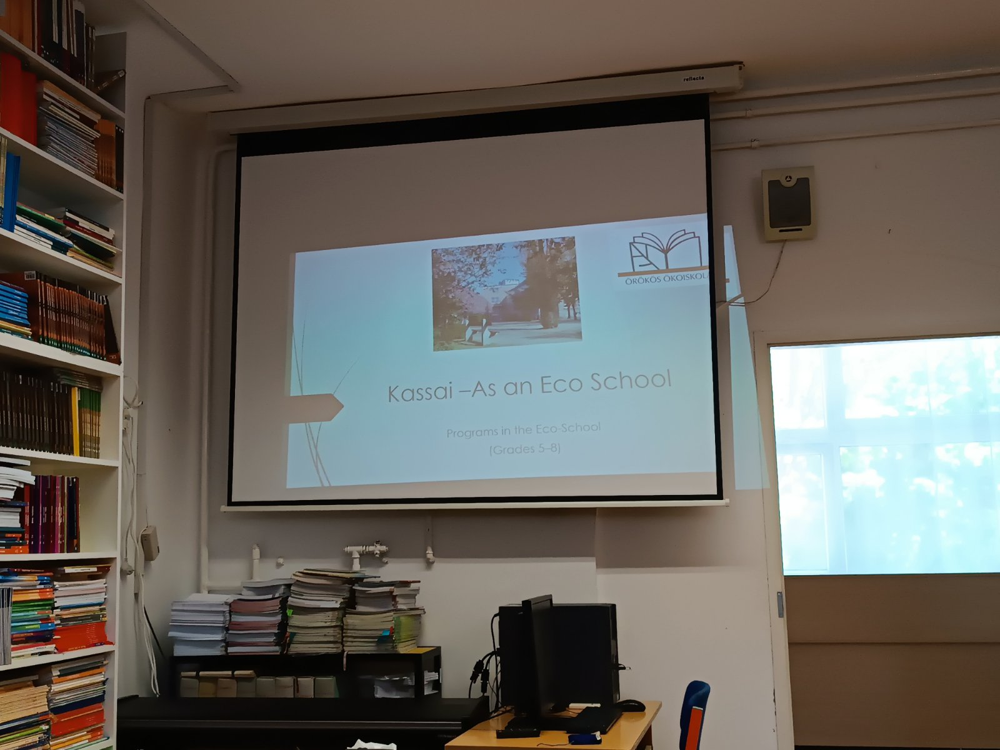 reflecta
ÖRÖKÖS ÖKOISKOLA
Kassai –As an Eco School
Programs in the Eco-School
(Grades 5–8)